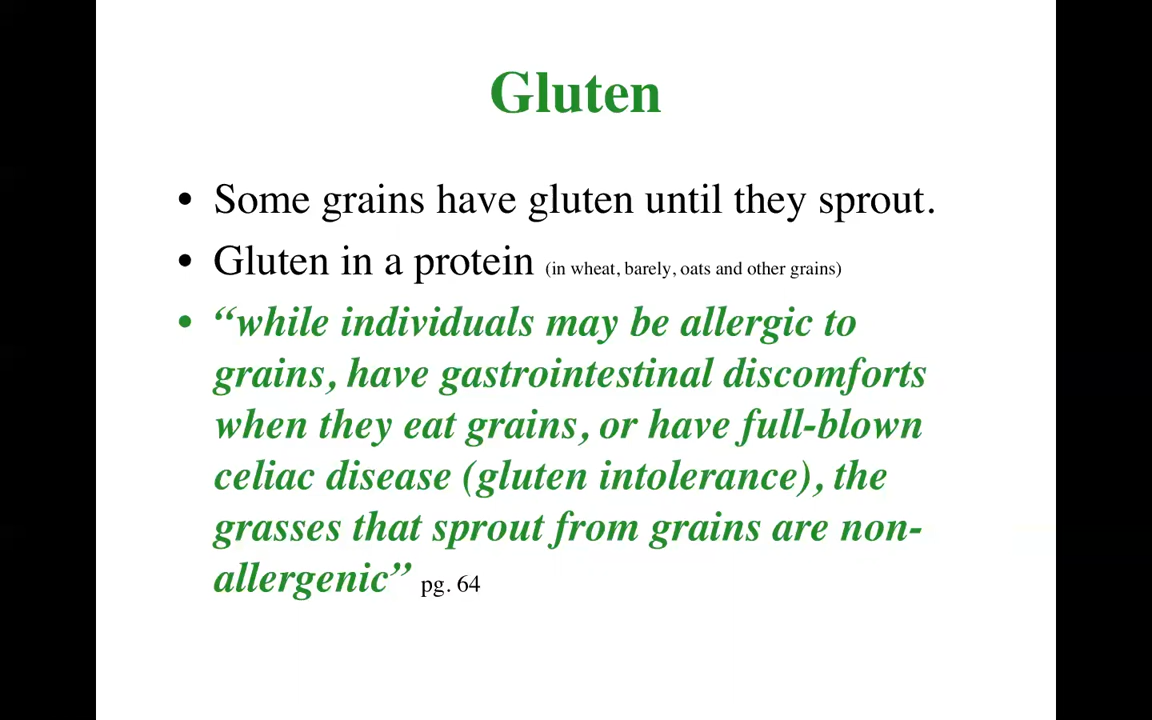 Gluten
• Some grains have gluten until they sprout.
• Gluten in a protein (in wheat, barely, oats and other grains)
• “while individuals may be allergic to
grains, have gastrointestinal discomforts
when they eat grains, or have full-blown
celiac disease (gluten intolerance), the
grasses that sprout from grains are non-
allergenic” pg. 64